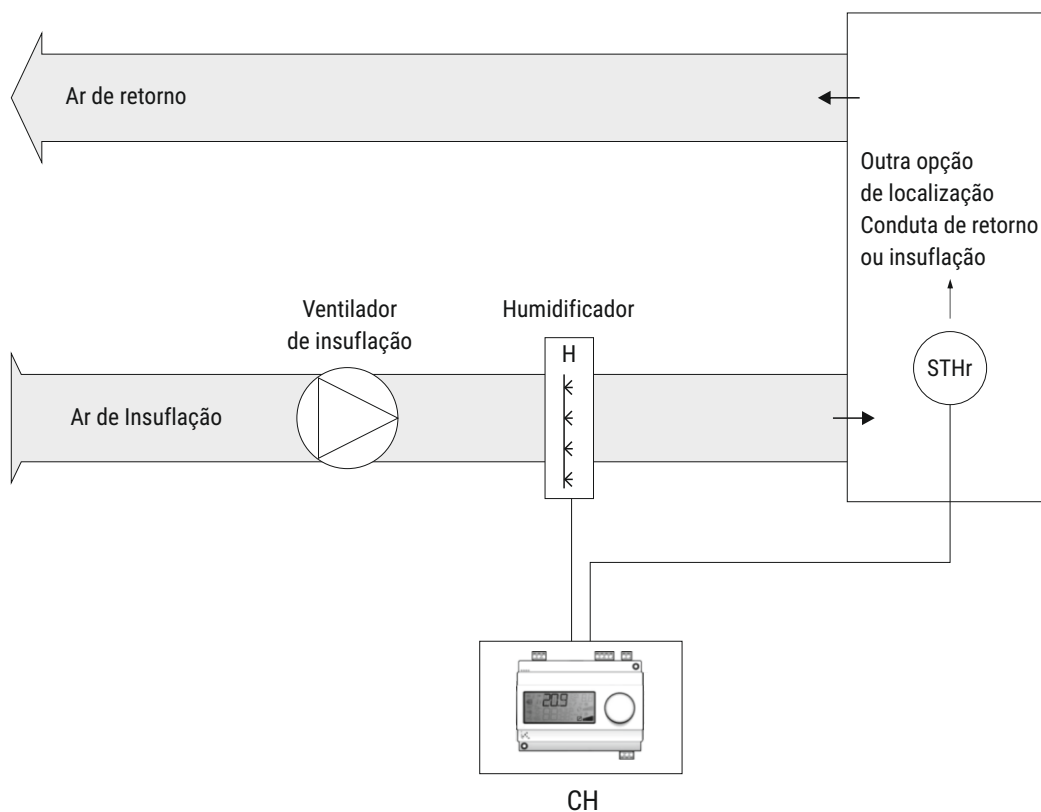 Ar de retorno
Outra opção
de localização
Conduta de retorno
ou insuflação
Ventilador
de insuflação
Humidificador
H
STHr
Ar de Insuflação
20.9
CH